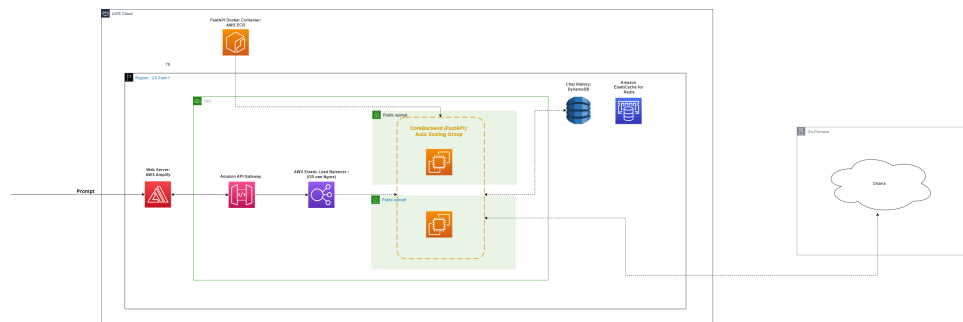 AWS Cloud
FastAPI Docker Container:
AWS ECR
75
Region - US East-1
VPC
Chat History:
DynamoDB
Amazon
ElastiCache for
Redis
Public subnet
CoreBackend (FastAPI):
Auto Scaling Group
On-Premise
Web Server:
AWS Amplify
Amazon API Gateway
AWS Elastic Load Balancer -
(OR use Nginx)
Ollama
Prompt
Public subnet